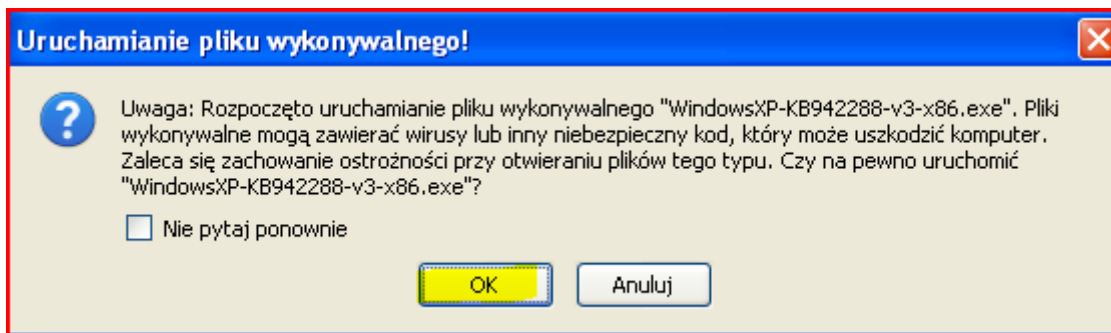 Uruchamianie pliku wykonywalnego!
Uwaga: Rozpoczęto uruchamianie pliku wykonywalnego "WindowsXP-KB942288-v3-x86.exe". Pliki
wykonywalne mogą zawierać wirusy lub inny niebezpieczny kod, który może uszkodzić komputer.
Zaleca się zachowanie ostrożności przy otwieraniu plików tego typu. Czy na pewno uruchomić
"WindowsXP-KB942288-v3-x86.exe"?
Nie pytaj ponownie
OK Anuluj